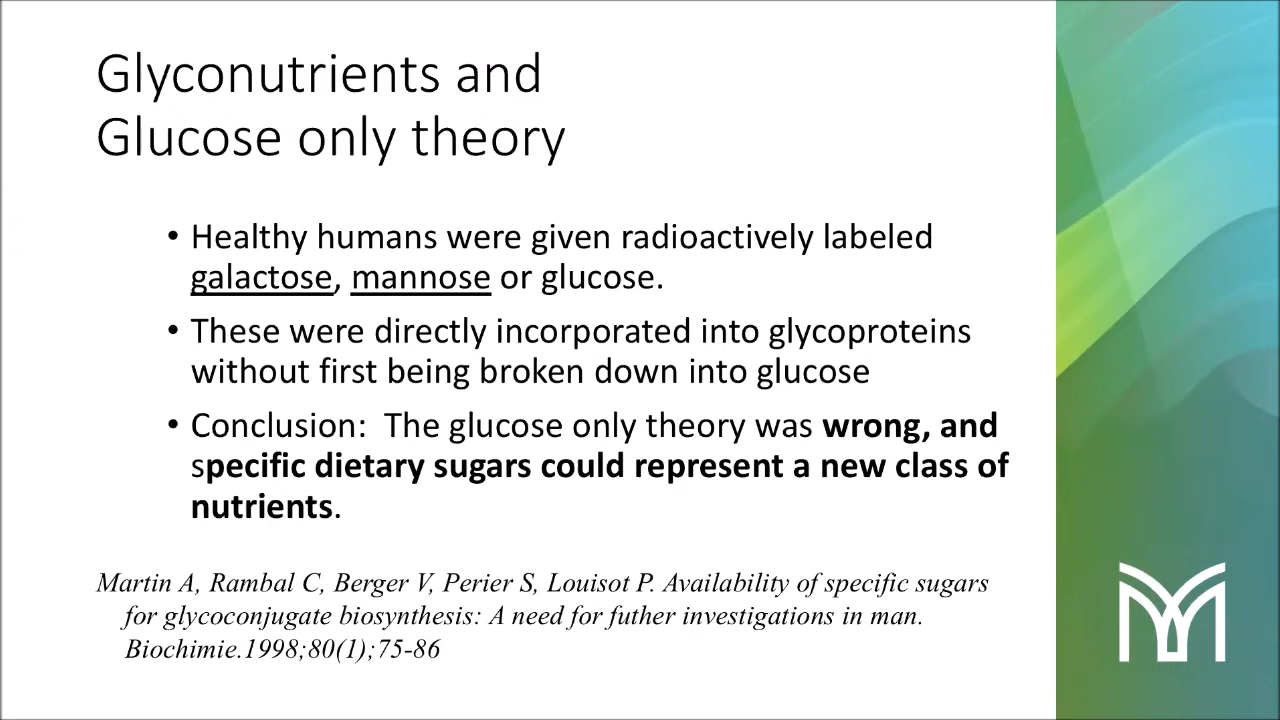 Glyconutrients and
Glucose only theory
• Healthy humans were given radioactively labeled
galactose, mannose or glucose.
• These were directly incorporated into glycoproteins
without first being broken down into glucose
• Conclusion:  The glucose only theory was wrong, and
specific dietary sugars could represent a new class of
nutrients.
Martin A, Rambal C, Berger V, Perier S, Louisot P. Availability of specific sugars
for glycoconjugate biosynthesis: A need for futher investigations in man.
Biochimie.1998;80(1);75-86